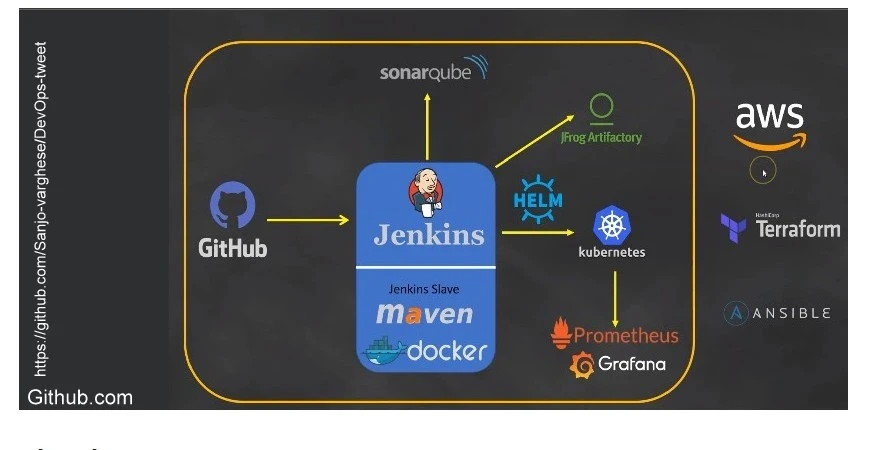 https://github.com/Sanjo-varghese/DevOps-tweet
Github.com
sonarqube
JFrog Artifactory
GitHub
Jenkins
HELM
kubernetes
Jenkins Slave
maven
docker
Prometheus
Grafana
aws
HashiCorp
Terraform
ANSIBLE